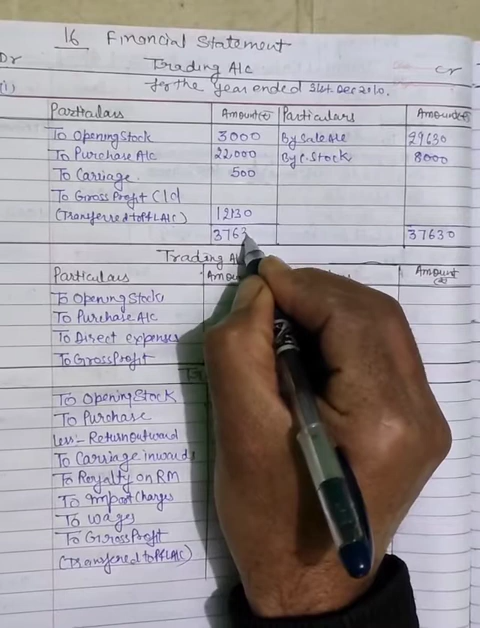 16 Financial Statement
Dr Trading A/c Cr
(i) for the year ended 31st. Dec 2010.
Particulars Amount(₹) Particulars Amount(₹)
To Opening Stock 3000 By Sale A/c 29630
To Purchase A/c 22,000 By C. Stock 8000
To Carriage. 500
To Gross Profit C/d
(Transferred to P&L A/c) 12130
3763 37630
Trading A
Particulars Amou Amount (₹)
To Opening Stock
To Purchase A/c
To Direct expenses
To Gross Profit
Tr
To Opening Stock
To Purchase
Less - Return outward
To Carriage inwards
To Royalty on RM
To Import Charges
To Wages
To Gross Profit
(Transfered to P&L A/c)